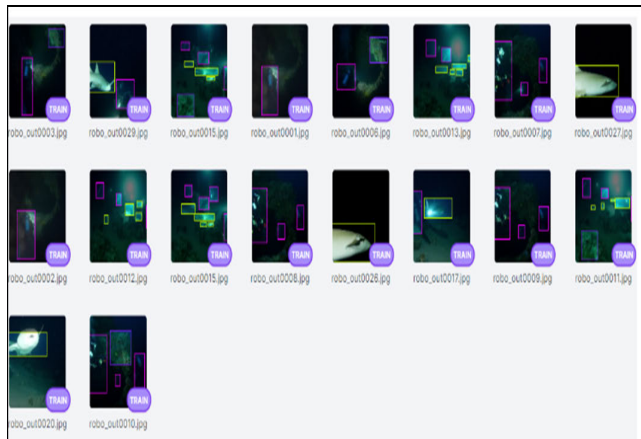 TRAIN TRAIN TRAIN TRAIN TRAIN TRAIN TRAIN TRAIN
robo_out0003.jpg robo_out0029.jpg robo_out0015.jpg robo_out0001.jpg robo_out0006.jpg robo_out0013.jpg robo_out0007.jpg robo_out0027.jpg
TRAIN TRAIN TRAIN TRAIN TRAIN TRAIN TRAIN TRAIN
robo_out0002.jpg robo_out0012.jpg robo_out0015.jpg robo_out0008.jpg robo_out0026.jpg robo_out0017.jpg robo_out0009.jpg robo_out0011.jpg
TRAIN TRAIN
robo_out0020.jpg robo_out0010.jpg